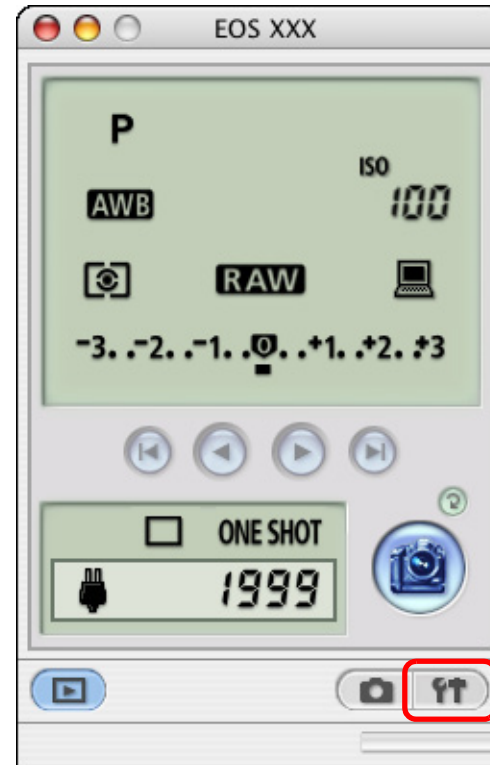 EOS XXX
P
ISO
AWB 100
RAW
-3. .-2. .-1. .0. .+1. .+2. .+3
ONE SHOT
1999